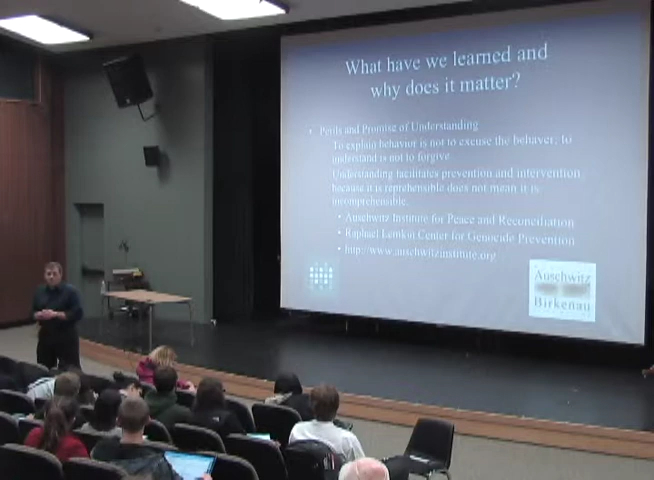 What have we learned and
why does it matter?
• Perils and Promise of Understanding
To explain behavior is not to excuse the behaver; to
understand is not to forgive
Understanding facilitates prevention and intervention
because it is reprehensible does not mean it is
incomprehensible.
• Auschwitz Institute for Peace and Reconciliation
• Raphael Lemkin Center for Genocide Prevention
• http://www.auschwitzinstitute.org
Auschwitz
Birkenau